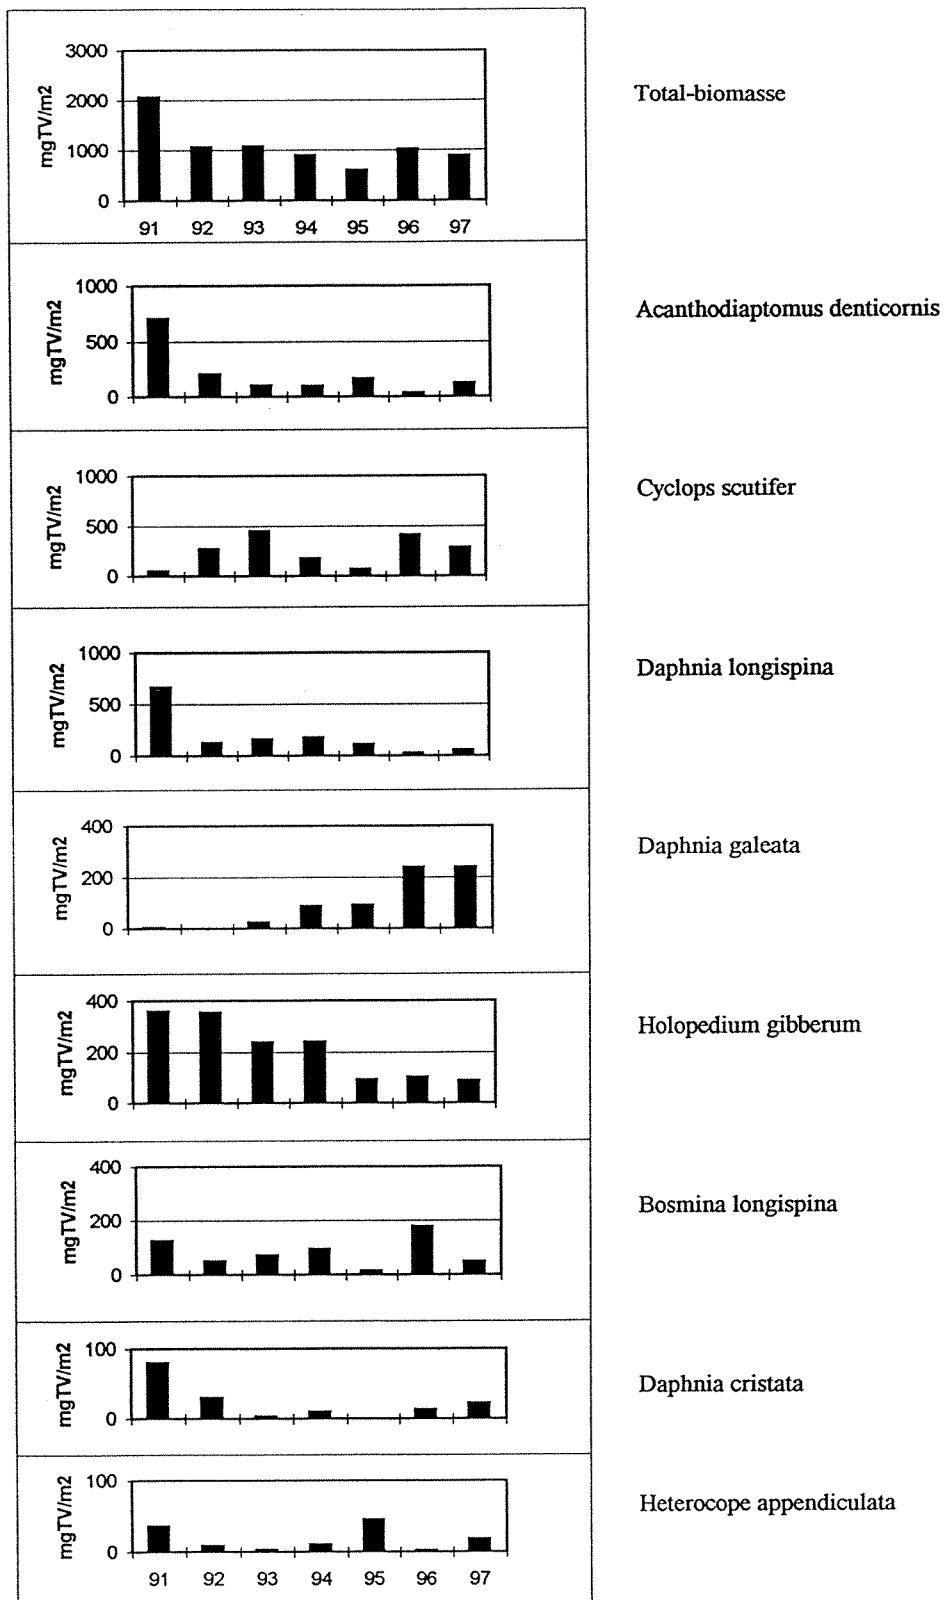 3000
2000
1000
0
mgTV/m2
91 92 93 94 95 96 97
Total-biomasse
1000
500
0
mgTV/m2
Acanthodiaptomus denticornis
1000
500
0
mgTV/m2
Cyclops scutifer
1000
500
0
mgTV/m2
Daphnia longispina
400
200
0
mgTV/m2
Daphnia galeata
400
200
0
mgTV/m2
Holopedium gibberum
400
200
0
mgTV/m2
Bosmina longispina
100
0
mgTV/m2
Daphnia cristata
100
0
mgTV/m2
91 92 93 94 95 96 97
Heterocope appendiculata